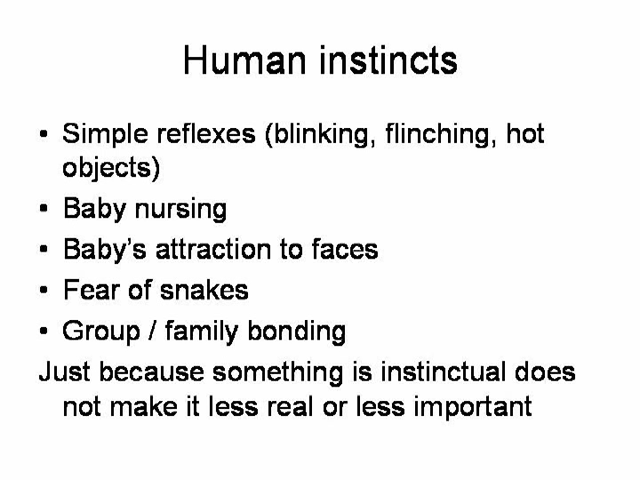 Human instincts
• Simple reflexes (blinking, flinching, hot
objects)
• Baby nursing
• Baby's attraction to faces
• Fear of snakes
• Group / family bonding
Just because something is instinctual does
not make it less real or less important